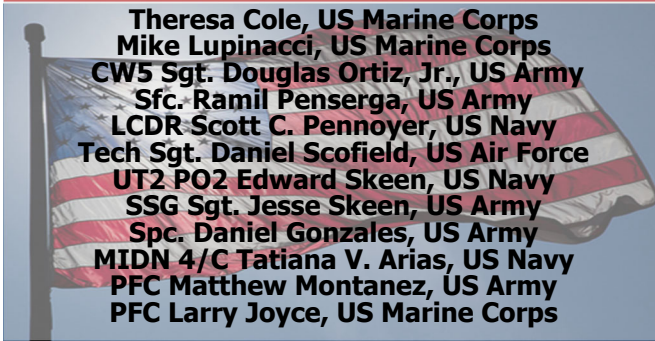 Theresa Cole, US Marine Corps
Mike Lupinacci, US Marine Corps
CW5 Sgt. Douglas Ortiz, Jr., US Army
Sfc. Ramil Penserga, US Army
LCDR Scott C. Pennoyer, US Navy
Tech Sgt. Daniel Scofield, US Air Force
UT2 PO2 Edward Skeen, US Navy
SSG Sgt. Jesse Skeen, US Army
Spc. Daniel Gonzales, US Army
MIDN 4/C Tatiana V. Arias, US Navy
PFC Matthew Montanez, US Army
PFC Larry Joyce, US Marine Corps